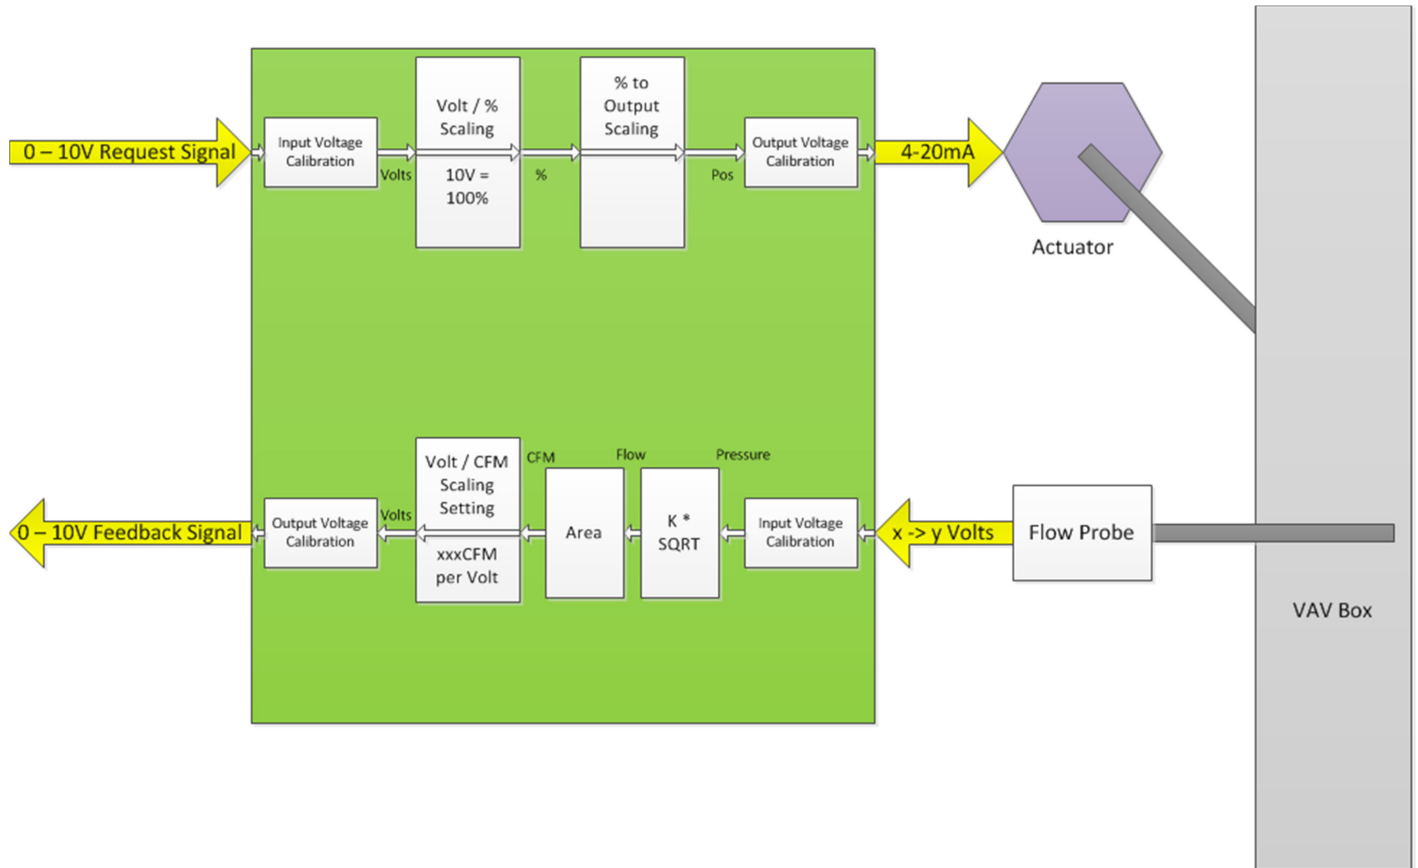 0 – 10V Request Signal
Input Voltage
Calibration
Volts
Volt / %
Scaling
10V =
100%
%
% to
Output
Scaling
Pos
Output Voltage
Calibration
4-20mA
Actuator
0 – 10V Feedback Signal
Output Voltage
Calibration
Volts
Volt / CFM
Scaling
Setting
xxxCFM
per Volt
CFM
Area
Flow
K *
SQRT
Pressure
Input Voltage
Calibration
x -> y Volts
Flow Probe
VAV Box